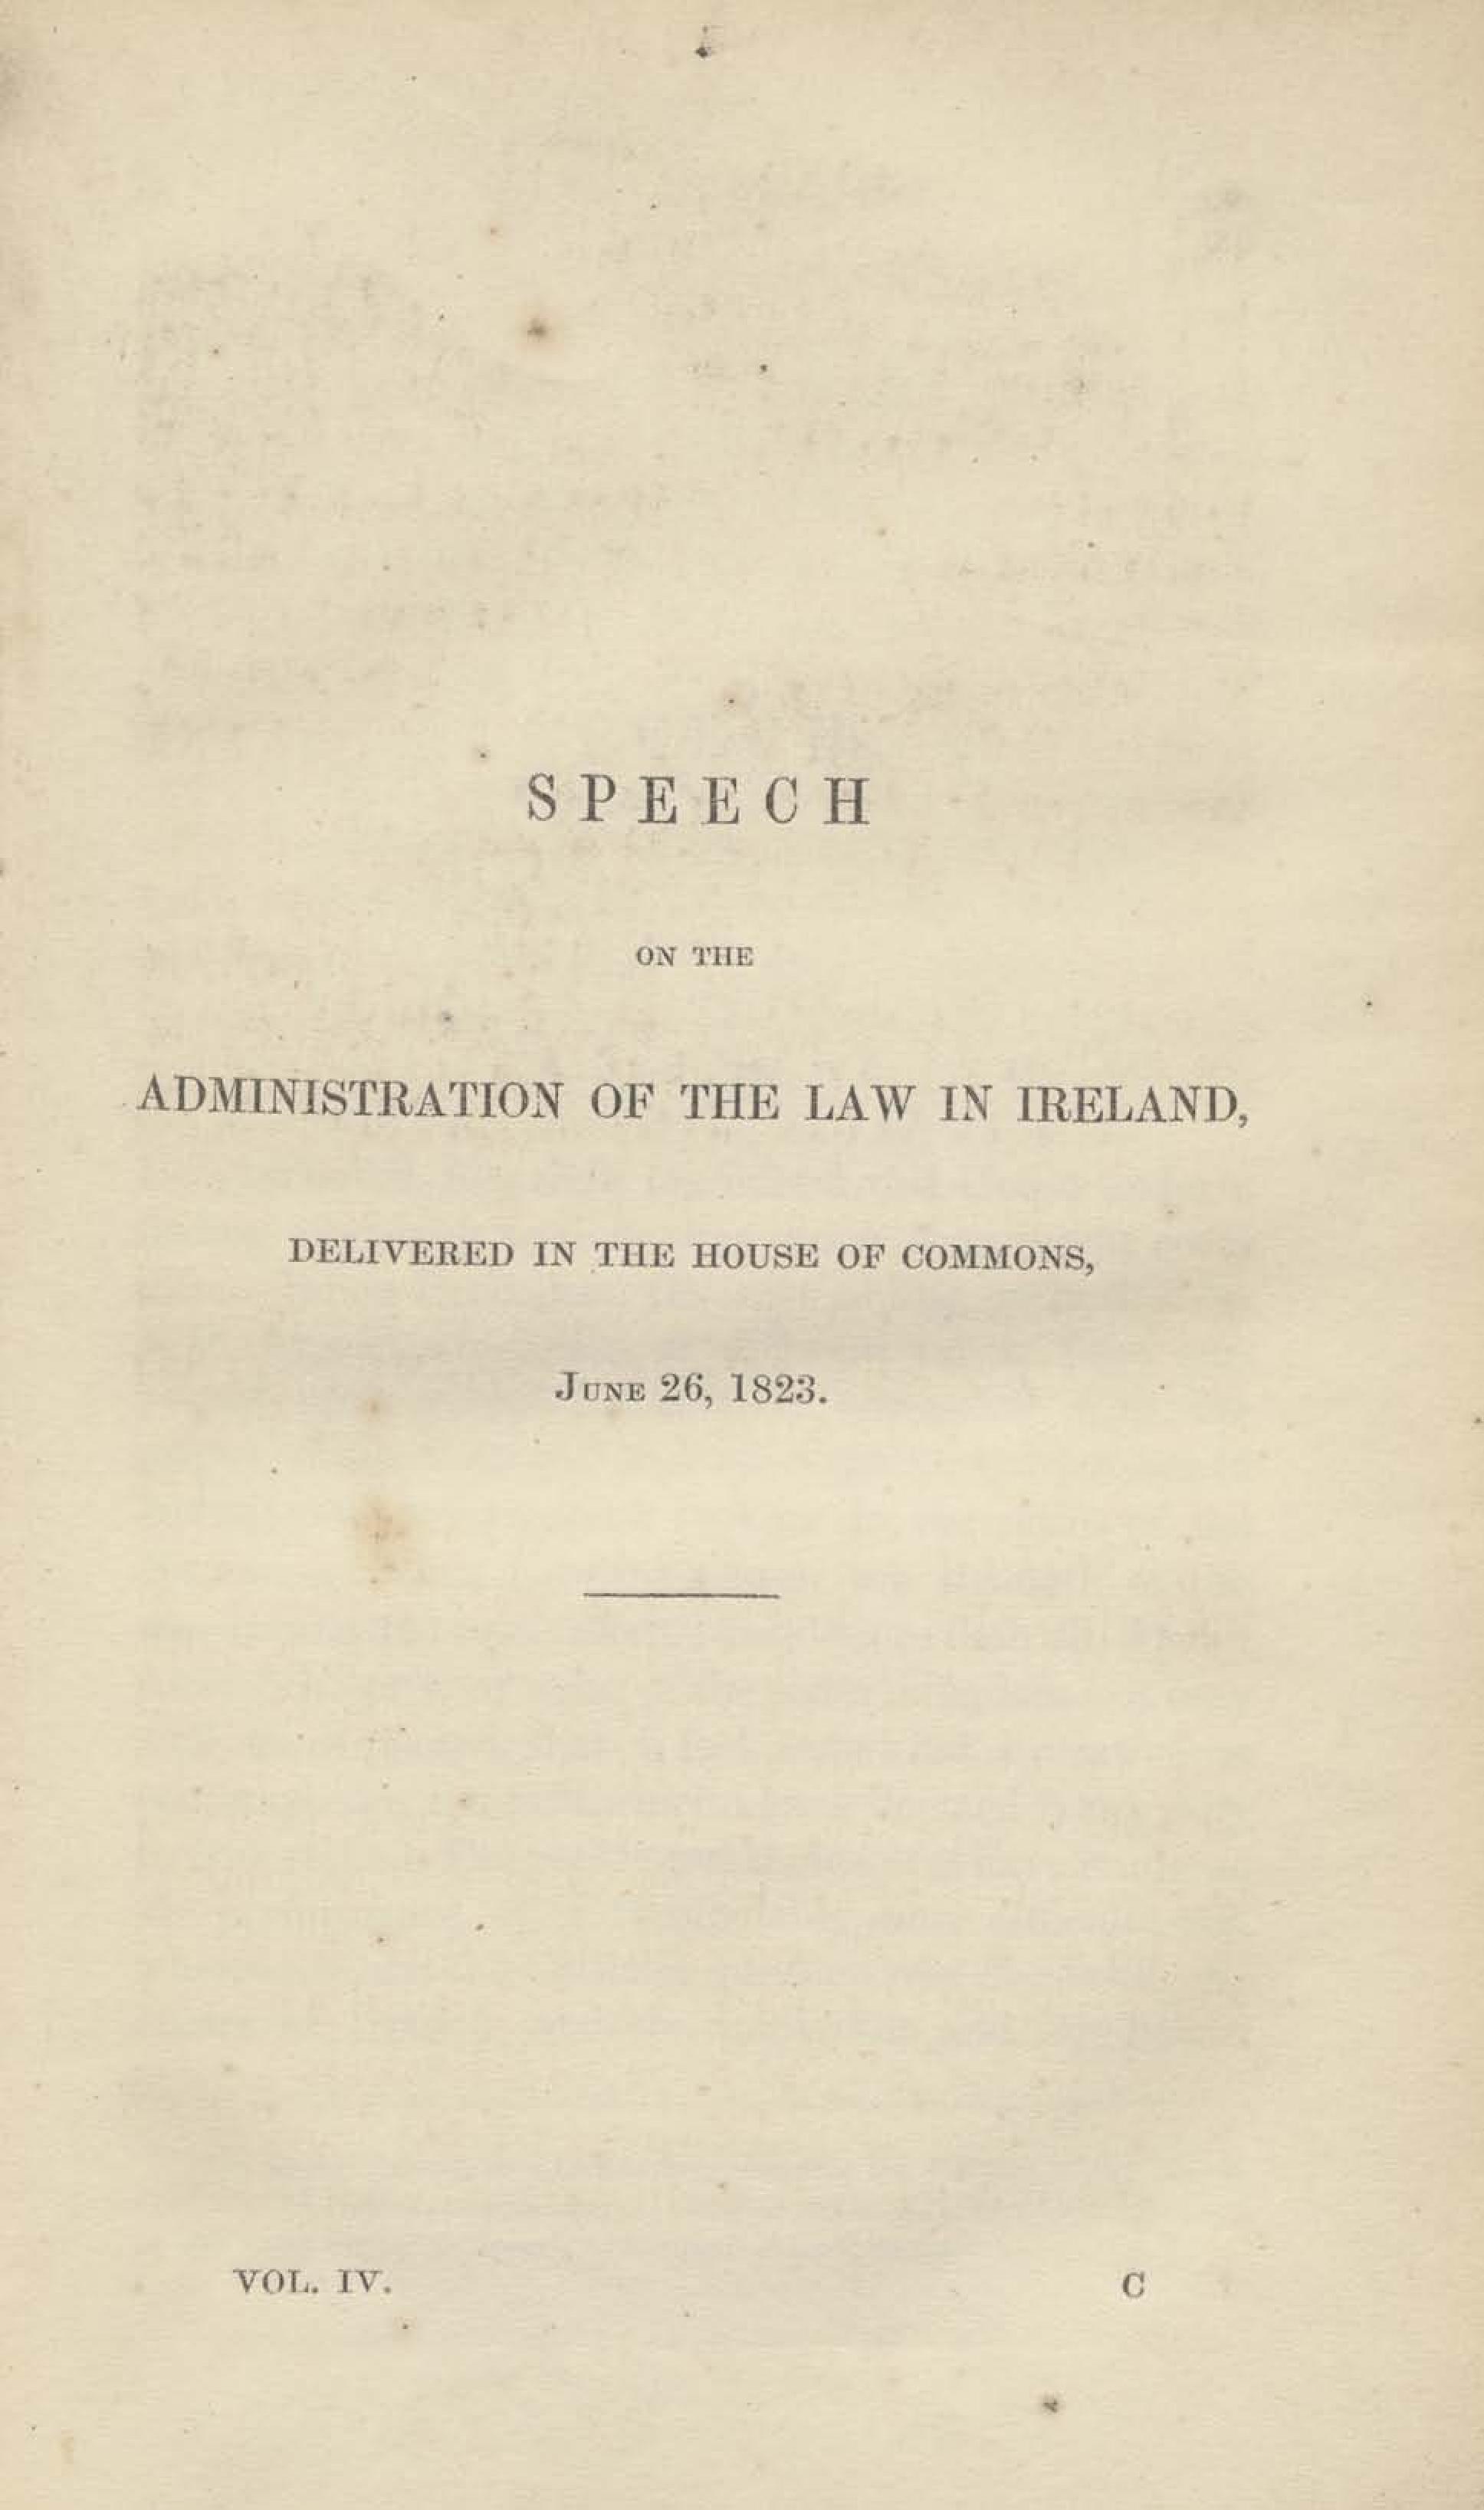 SPEECH
ON THE
ADMINISTRATION OF THE LAW IN IRELAND,
DELIVERED IN THE HOUSE OF COMMONS,
JUNE 26, 1823.
VOL. IV. C